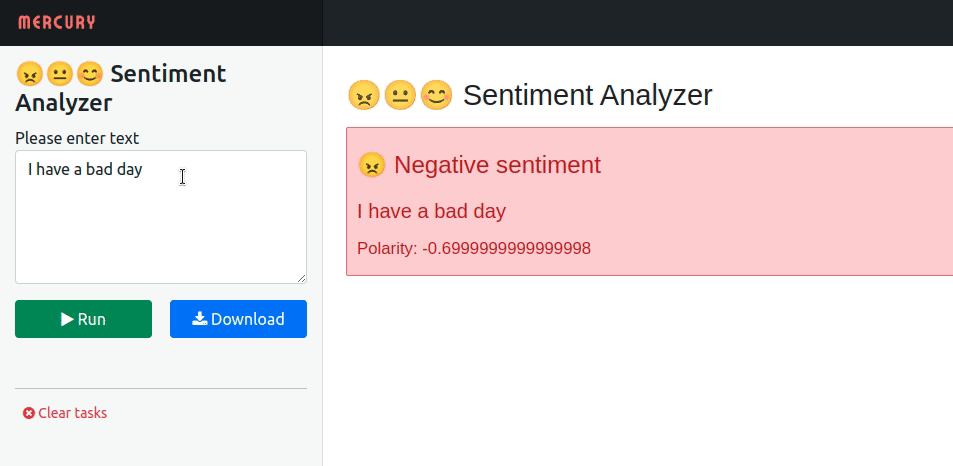 MERCURY
😠😐😊 Sentiment
Analyzer
Please enter text
I have a bad day
Run
Download
Clear tasks
😠😐😊 Sentiment Analyzer
😠 Negative sentiment
I have a bad day
Polarity: -0.6999999999999998